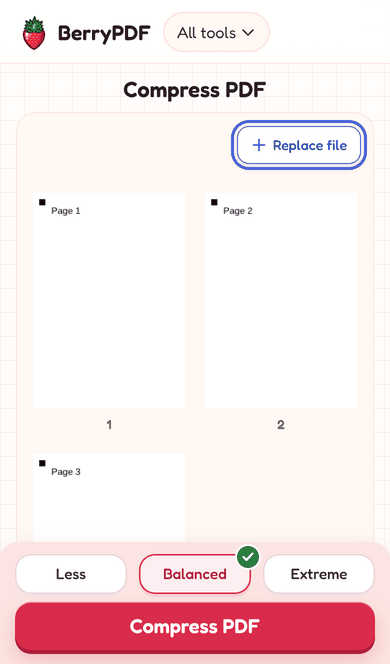 BerryPDF
All tools
Compress PDF
Replace file
Page 1
Page 2
1
2
Page 3
Less
Balanced
Extreme
Compress PDF